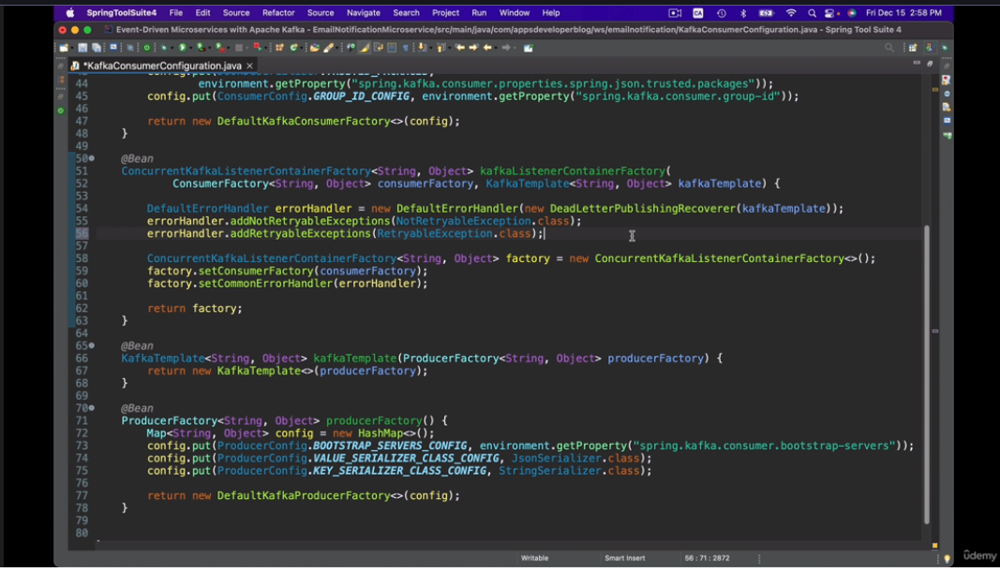 SpringToolSuite4 File Edit Outline Source Refactor Source Navigate Search Project Run Window Help Fri Dec 15 2:58 PM
Event-Driven Microservices with Apache Kafka - EmailNotificationMicroservice/src/main/java/com/appsdeveloperblog/ws/emailnotification/KafkaConsumerConfiguration.java - Spring Tool Suite 4
*KafkaConsumerConfiguration.java
44 environment.getProperty("spring.kafka.consumer.properties.spring.json.trusted.packages"));
45 config.put(ConsumerConfig.GROUP_ID_CONFIG, environment.getProperty("spring.kafka.consumer.group-id"));
46
47 return new DefaultKafkaConsumerFactory<>(config);
48 }
49
50 @Bean
51 ConcurrentKafkaListenerContainerFactory<String, Object> kafkaListenerContainerFactory(
52 ConsumerFactory<String, Object> consumerFactory, KafkaTemplate<String, Object> kafkaTemplate) {
53
54 DefaultErrorHandler errorHandler = new DefaultErrorHandler(new DeadLetterPublishingRecoverer(kafkaTemplate));
55 errorHandler.addNotRetryableExceptions(NotRetryableException.class);
56 errorHandler.addRetryableExceptions(RetryableException.class);
57
58 ConcurrentKafkaListenerContainerFactory<String, Object> factory = new ConcurrentKafkaListenerContainerFactory<>();
59 factory.setConsumerFactory(consumerFactory);
60 factory.setCommonErrorHandler(errorHandler);
61
62 return factory;
63 }
64
65 @Bean
66 KafkaTemplate<String, Object> kafkaTemplate(ProducerFactory<String, Object> producerFactory) {
67 return new KafkaTemplate<>(producerFactory);
68 }
69
70 @Bean
71 ProducerFactory<String, Object> producerFactory() {
72 Map<String, Object> config = new HashMap<>();
73 config.put(ProducerConfig.BOOTSTRAP_SERVERS_CONFIG, environment.getProperty("spring.kafka.consumer.bootstrap-servers"));
74 config.put(ProducerConfig.VALUE_SERIALIZER_CLASS_CONFIG, JsonSerializer.class);
75 config.put(ProducerConfig.KEY_SERIALIZER_CLASS_CONFIG, StringSerializer.class);
76
77 return new DefaultKafkaProducerFactory<>(config);
78 }
79
80
Writable Smart Insert 56 : 71 : 2872
ûdemy